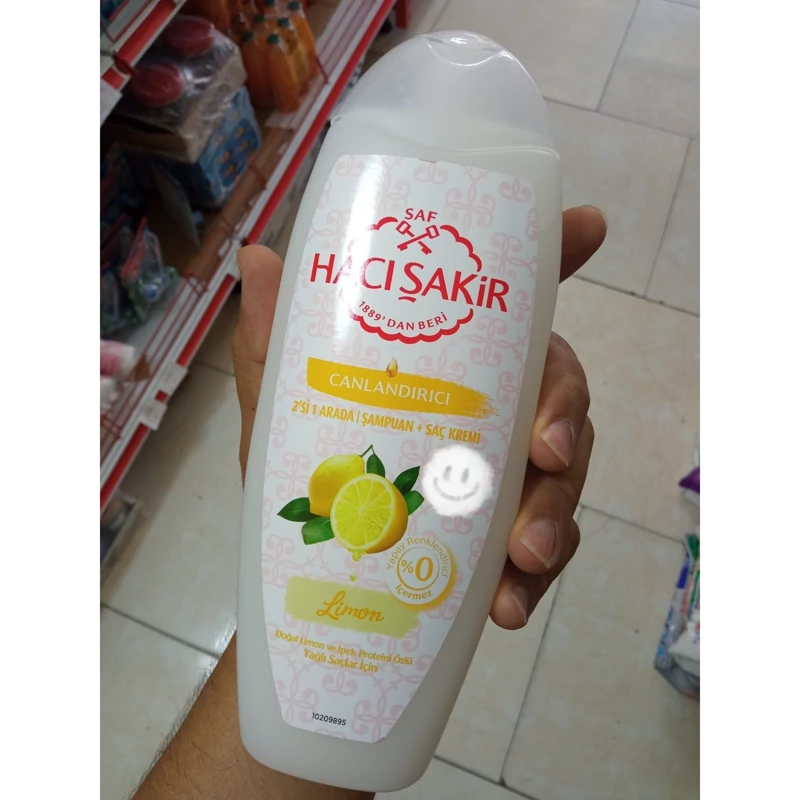 SAF
HACI ŞAKİR
1889'DAN BERİ
CANLANDIRICI
2'Sİ 1 ARADA | ŞAMPUAN + SAÇ KREMİ
Yapay Renklendirici
%0
İçermez
Limon
Doğal Limon ve İpek Proteini Özlü
Yağlı Saçlar İçin
10209895